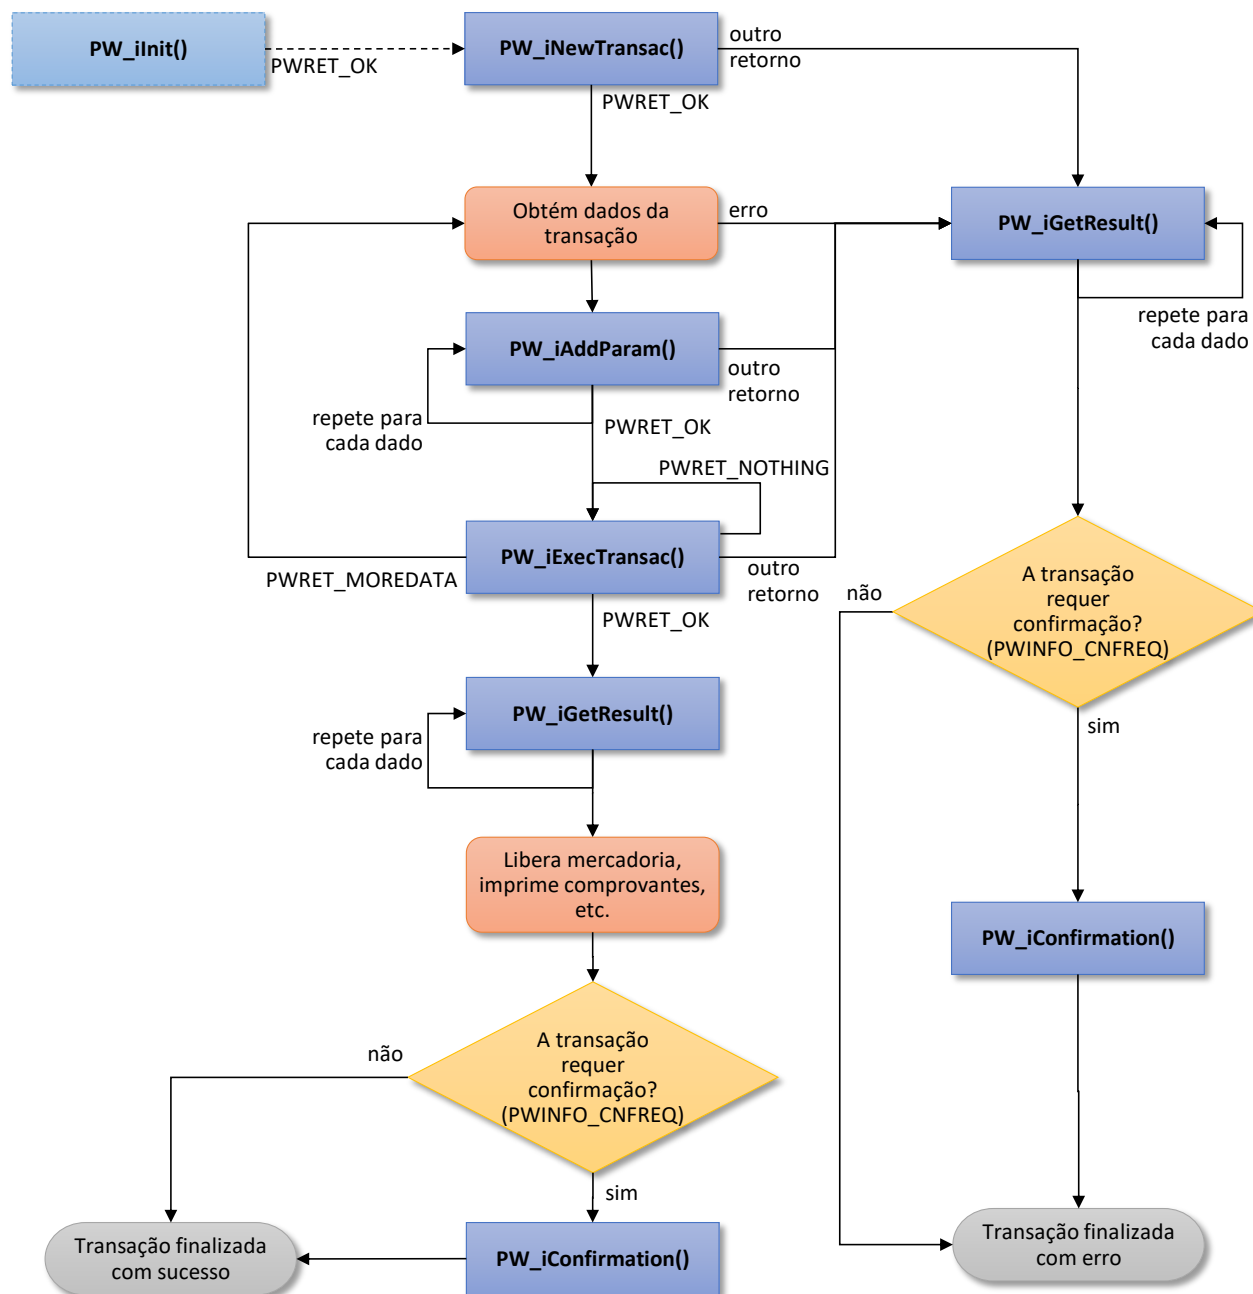 PW_iInit()
PWRET_OK
PW_iNewTransac()
outro
retorno
PWRET_OK
Obtém dados da
transação
erro
PW_iGetResult()
repete para
cada dado
PW_iAddParam()
outro
retorno
repete para
cada dado
PWRET_OK
PWRET_NOTHING
PW_iExecTransac()
PWRET_MOREDATA
outro
retorno
PWRET_OK
não
A transação
requer
confirmação?
(PWINFO_CNFREQ)
sim
PW_iGetResult()
repete para
cada dado
Libera mercadoria,
imprime comprovantes,
etc.
PW_iConfirmation()
não
A transação
requer
confirmação?
(PWINFO_CNFREQ)
sim
Transação finalizada
com sucesso
PW_iConfirmation()
Transação finalizada
com erro